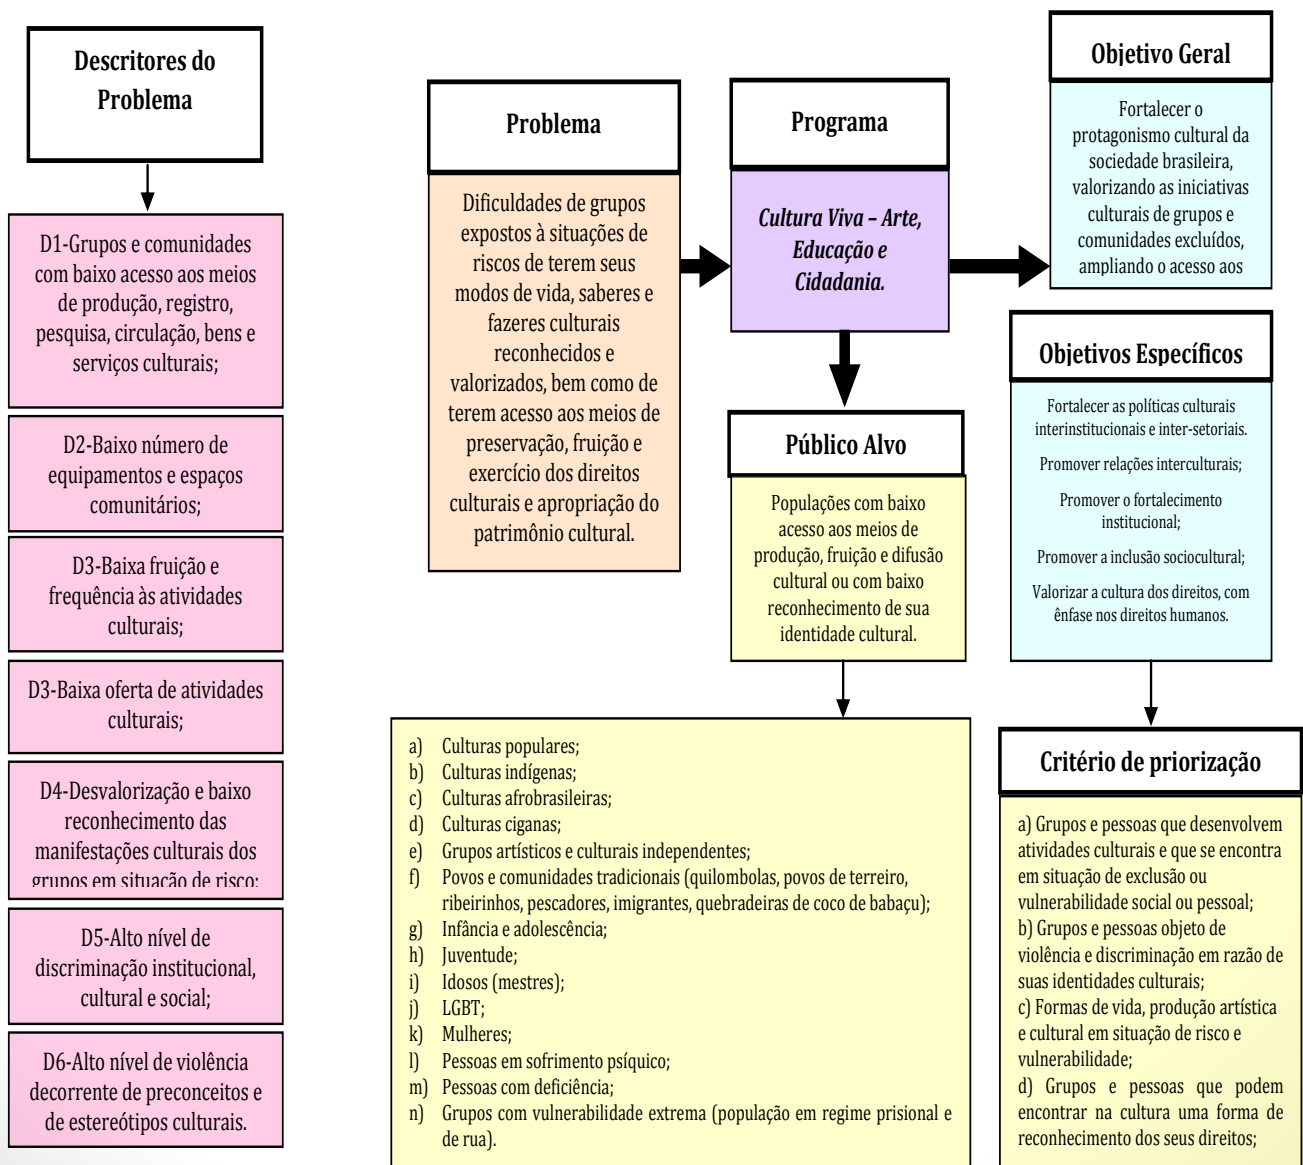 Descritores do
Problema
D1-Grupos e comunidades
com baixo acesso aos meios
de produção, registro,
pesquisa, circulação, bens e
serviços culturais;
D2-Baixo número de
equipamentos e espaços
comunitários;
D3-Baixa fruição e
frequência às atividades
culturais;
D3-Baixa oferta de atividades
culturais;
D4-Desvalorização e baixo
reconhecimento das
manifestações culturais dos
grupos em situação de risco;
D5-Alto nível de
discriminação institucional,
cultural e social;
D6-Alto nível de violência
decorrente de preconceitos e
de estereótipos culturais.
Problema
Dificuldades de grupos
expostos à situações de
riscos de terem seus
modos de vida, saberes e
fazeres culturais
reconhecidos e
valorizados, bem como de
terem acesso aos meios de
preservação, fruição e
exercício dos direitos
culturais e apropriação do
patrimônio cultural.
Programa
Cultura Viva – Arte,
Educação e
Cidadania.
Público Alvo
Populações com baixo
acesso aos meios de
produção, fruição e difusão
cultural ou com baixo
reconhecimento de sua
identidade cultural.
a) Culturas populares;
b) Culturas indígenas;
c) Culturas afrobrasileiras;
d) Culturas ciganas;
e) Grupos artísticos e culturais independentes;
f) Povos e comunidades tradicionais (quilombolas, povos de terreiro,
ribeirinhos, pescadores, imigrantes, quebradeiras de coco de babaçu);
g) Infância e adolescência;
h) Juventude;
i) Idosos (mestres);
j) LGBT;
k) Mulheres;
l) Pessoas em sofrimento psíquico;
m) Pessoas com deficiência;
n) Grupos com vulnerabilidade extrema (população em regime prisional e
de rua).
Objetivo Geral
Fortalecer o
protagonismo cultural da
sociedade brasileira,
valorizando as iniciativas
culturais de grupos e
comunidades excluídos,
ampliando o acesso aos
Objetivos Específicos
Fortalecer as políticas culturais
interinstitucionais e inter-setoriais.
Promover relações interculturais;
Promover o fortalecimento
institucional;
Promover a inclusão sociocultural;
Valorizar a cultura dos direitos, com
ênfase nos direitos humanos.
Critério de priorização
a) Grupos e pessoas que desenvolvem
atividades culturais e que se encontra
em situação de exclusão ou
vulnerabilidade social ou pessoal;
b) Grupos e pessoas objeto de
violência e discriminação em razão de
suas identidades culturais;
c) Formas de vida, produção artística
e cultural em situação de risco e
vulnerabilidade;
d) Grupos e pessoas que podem
encontrar na cultura uma forma de
reconhecimento dos seus direitos;